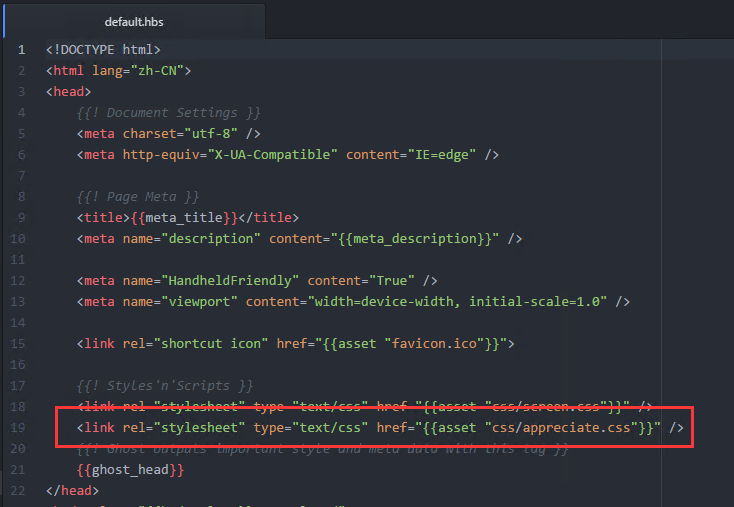 default.hbs
1 <!DOCTYPE html>
2 <html lang="zh-CN">
3 <head>
4 {{! Document Settings }}
5 <meta charset="utf-8" />
6 <meta http-equiv="X-UA-Compatible" content="IE=edge" />
7
8 {{! Page Meta }}
9 <title>{{meta_title}}</title>
10 <meta name="description" content="{{meta_description}}" />
11
12 <meta name="HandheldFriendly" content="True" />
13 <meta name="viewport" content="width=device-width, initial-scale=1.0" />
14
15 <link rel="shortcut icon" href="{{asset "favicon.ico"}}">
16
17 {{! Styles'n'Scripts }}
18 <link rel="stylesheet" type="text/css" href="{{asset "css/screen.css"}}" />
19 <link rel="stylesheet" type="text/css" href="{{asset "css/appreciate.css"}}" />
20 {{! Ghost outputs important style and meta data with this tag }}
21 {{ghost_head}}
22 </head>